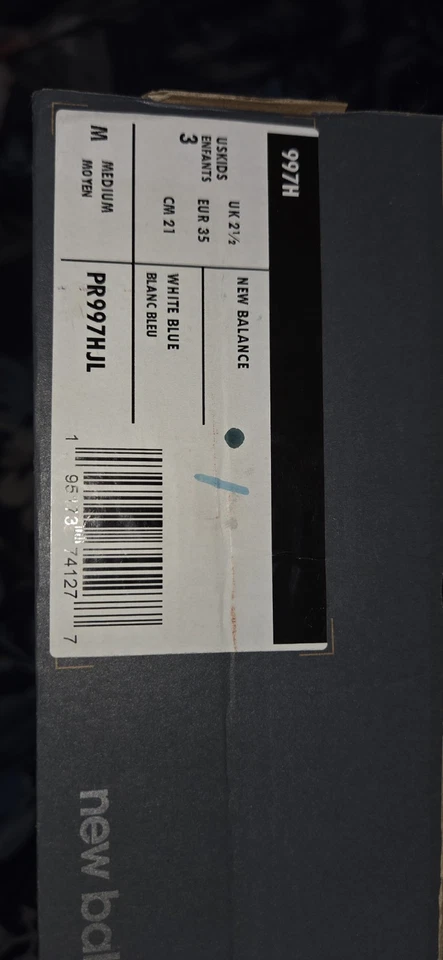 997H
USKIDS
ENFANTS
3
UK 2½
EUR 35
CM 21
M MEDIUM
MOYEN
NEW BALANCE
WHITE BLUE
BLANC BLEU
PR997HJL
1 74127 7
new bal